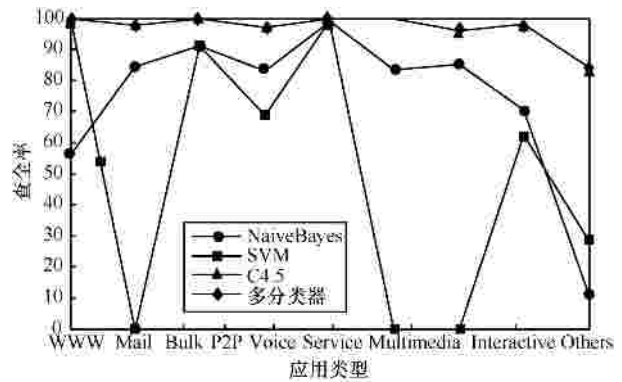 100
90
80
70
60
50
40
30
20
10
0
查全率
NaiveBayes
SVM
C4.5
多分类器
WWW Mail Bulk P2P Voice Service Multimedia Interactive Others
应用类型